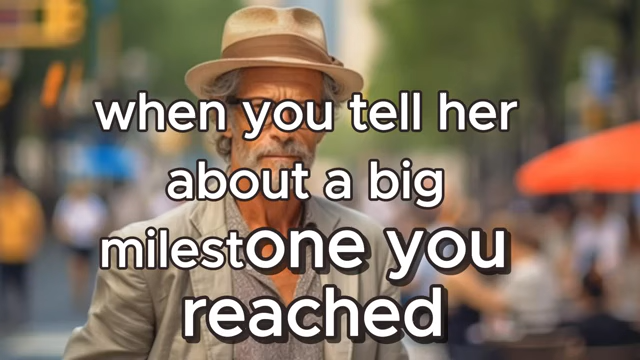 when you tell her
about a big
milestone you
reached